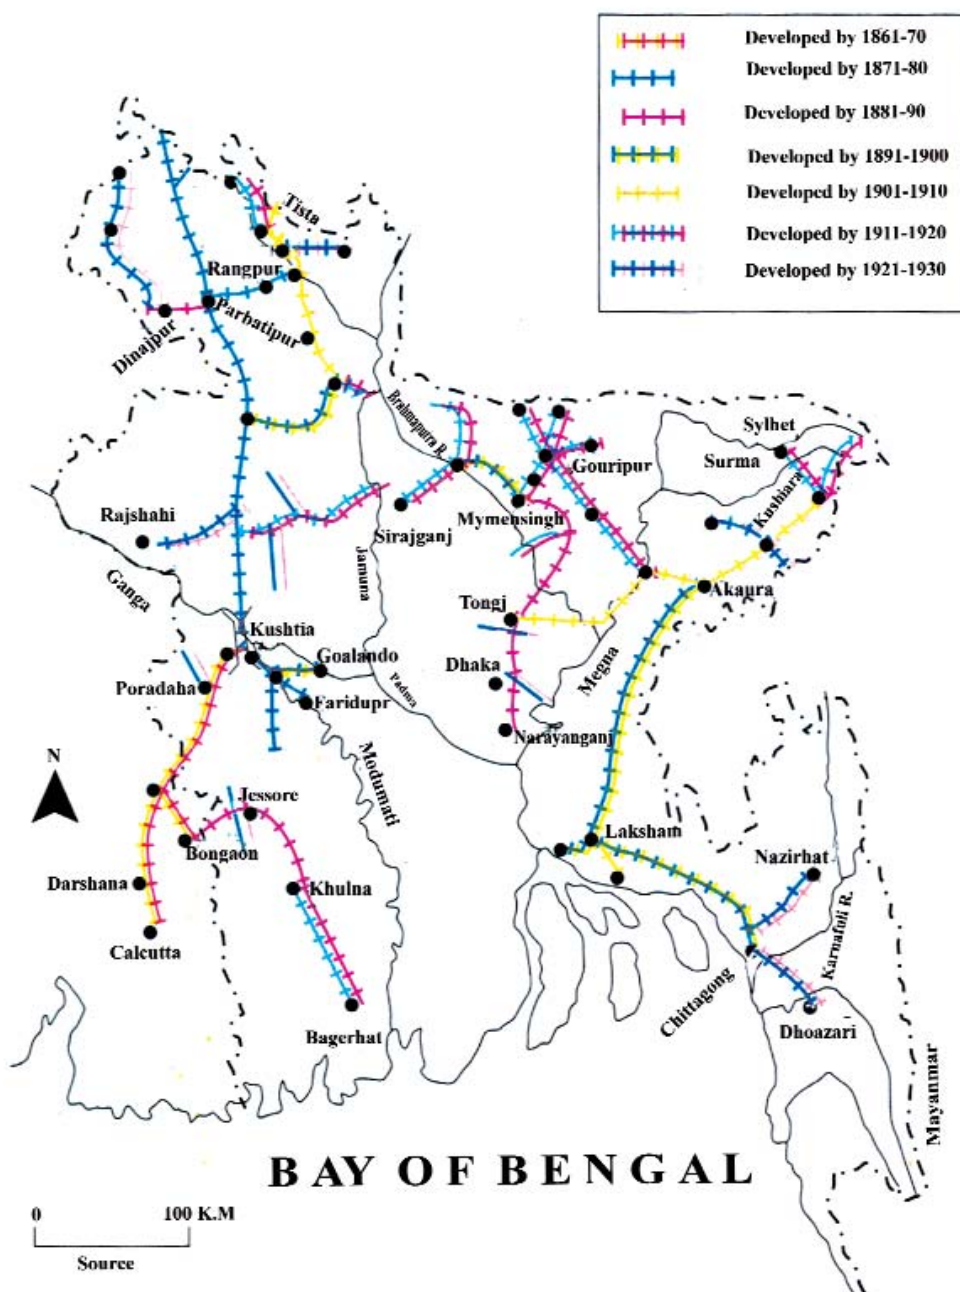 Developed by 1861-70
Developed by 1871-80
Developed by 1881-90
Developed by 1891-1900
Developed by 1901-1910
Developed by 1911-1920
Developed by 1921-1930
Tista
Rangpur
Parbatipur
Dinajpur
Brahmaputra R.
Sylhet
Surma
Gouripur
Kushiara
Rajshahi
Sirajganj
Mymensingh
Jamuna
Ganga
Akaura
Tongj
Kushtia
Goalando
Megna
Dhaka
Poradaha
Padma
Faridupr
Narayanganj
N
Modumati
Jessore
Laksham
Bongaon
Nazirhat
Darshana
Khulna
Karnafuli R.
Calcutta
Chittagong
Bagerhat
Dhoazari
Mayanmar
BAY OF BENGAL
0 100 K.M
Source